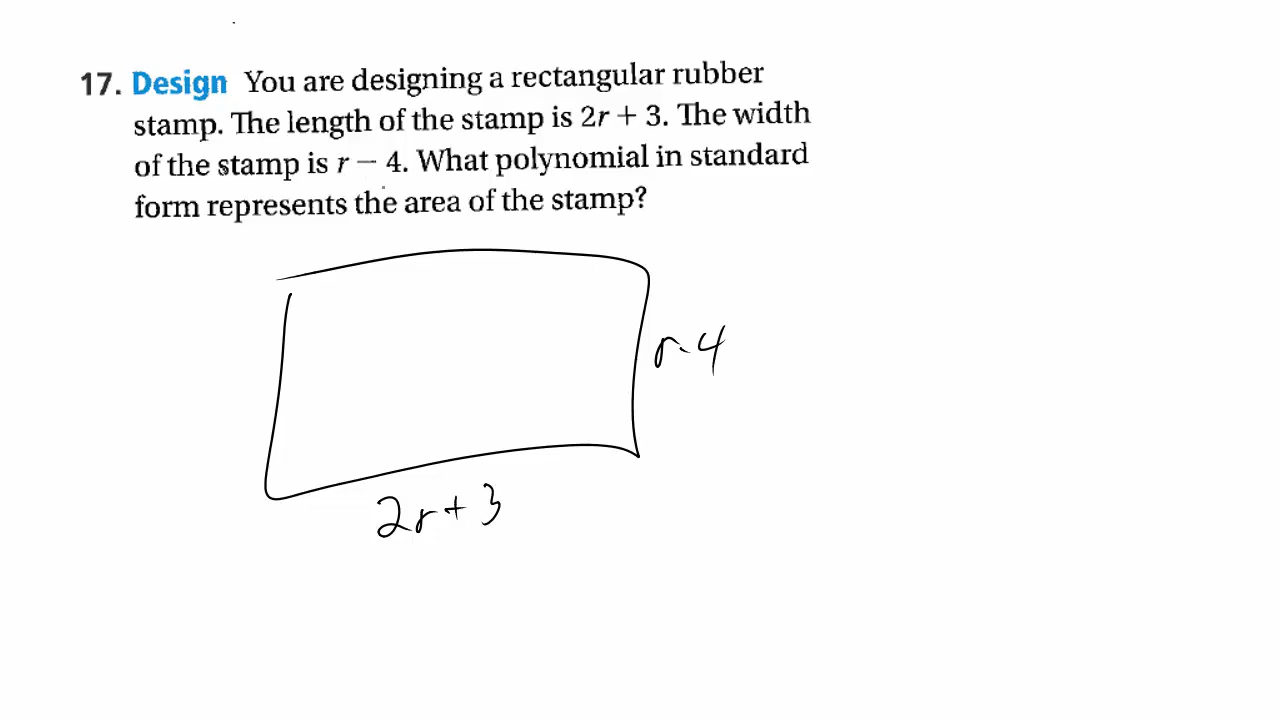 17. Design You are designing a rectangular rubber
stamp. The length of the stamp is 2r + 3. The width
of the stamp is r − 4. What polynomial in standard
form represents the area of the stamp?
r-4
2r+3